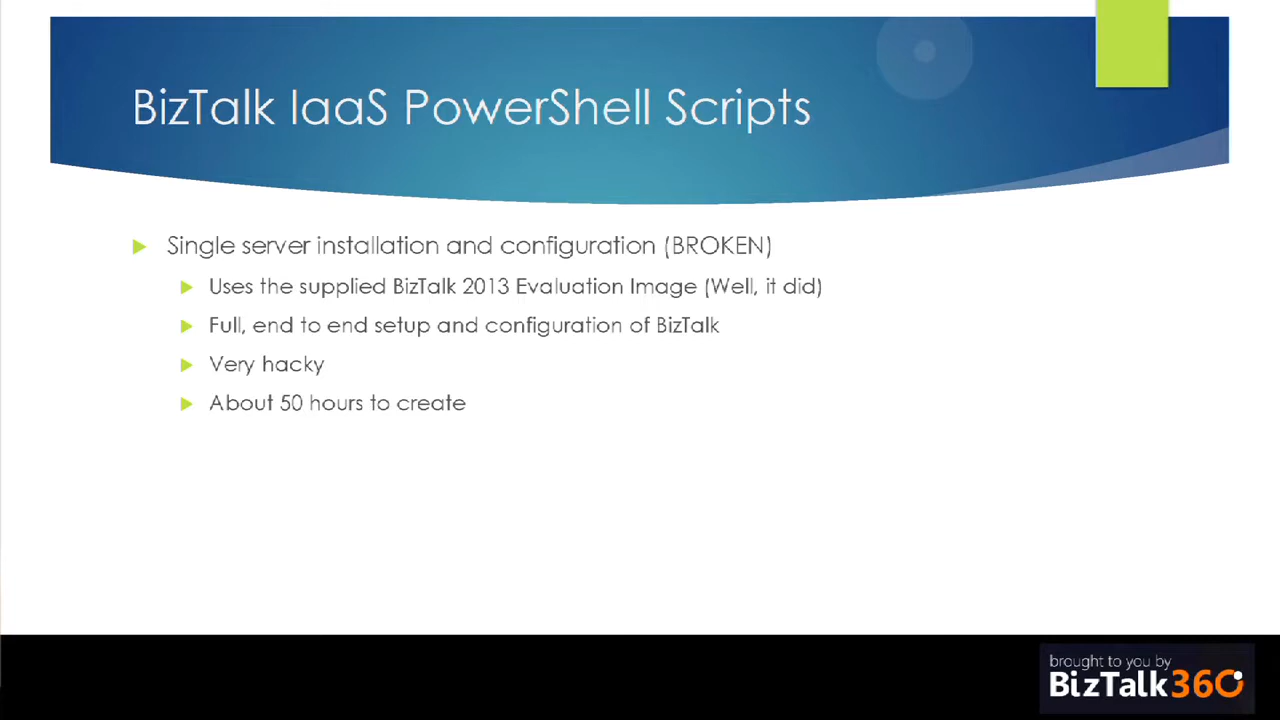 BizTalk IaaS PowerShell Scripts
Single server installation and configuration (BROKEN)
Uses the supplied BizTalk 2013 Evaluation Image (Well, it did)
Full, end to end setup and configuration of BizTalk
Very hacky
About 50 hours to create
brought to you by
BizTalk360